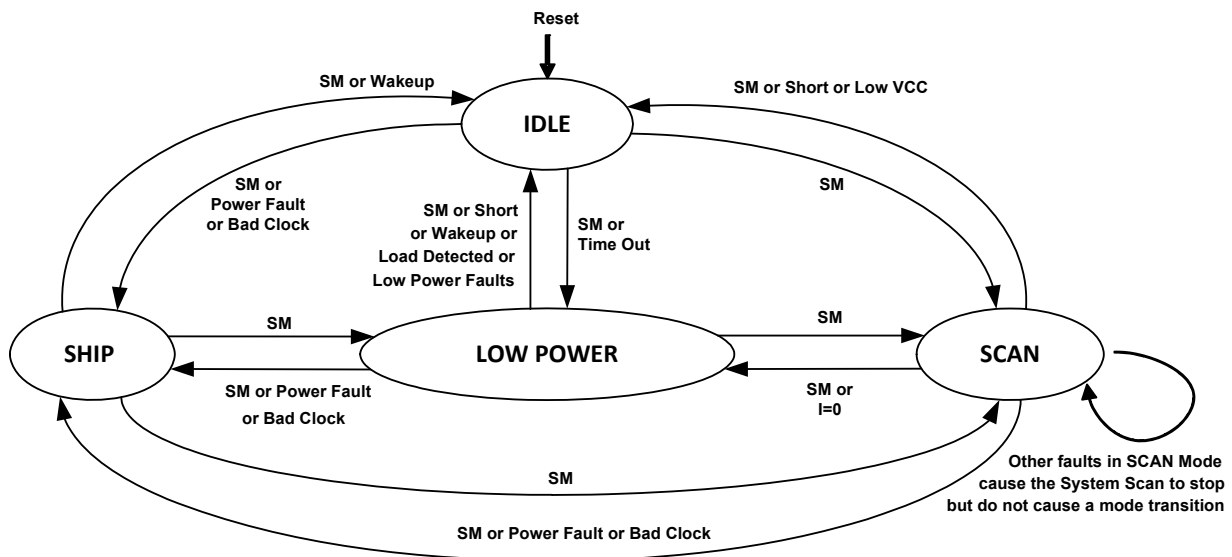 Reset
SM or Wakeup
SM or Short or Low VCC
IDLE
SM or
Power Fault
or Bad Clock
SM or Short
or Wakeup or
Load Detected or
Low Power Faults
SM or
Time Out
SM
SHIP
SM
LOW POWER
SM
SCAN
SM or Power Fault
or Bad Clock
SM or
I=0
SM
Other faults in SCAN Mode
cause the System Scan to stop
but do not cause a mode transition
SM or Power Fault or Bad Clock